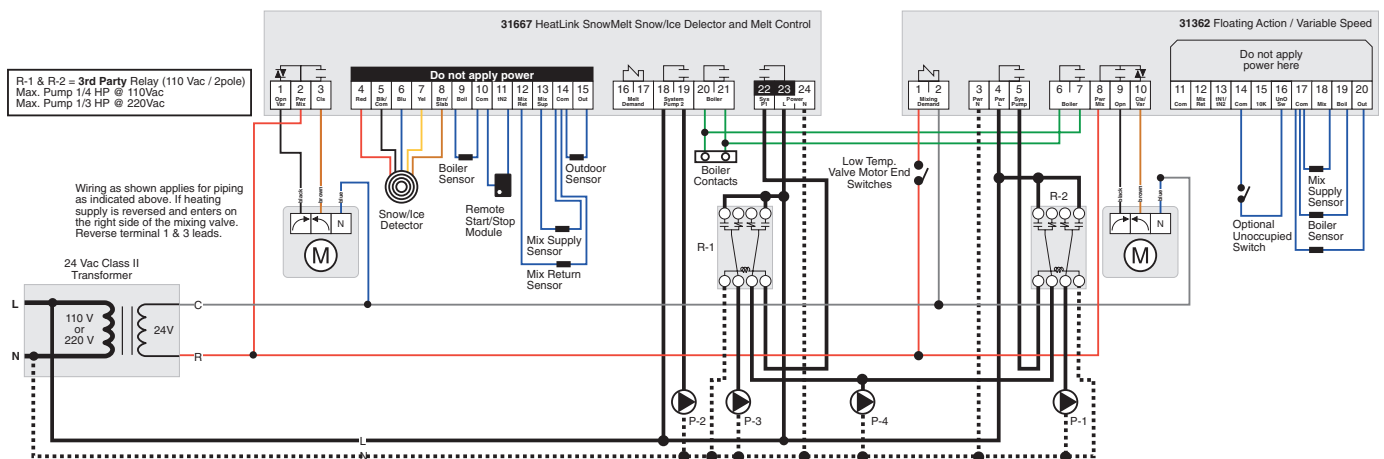 31667 HeatLink SnowMelt Snow/Ice Detector and Melt Control
31362 Floating Action / Variable Speed
R-1 & R-2 = 3rd Party Relay (110 Vac / 2pole)
Max. Pump 1/4 HP @ 110Vac
Max. Pump 1/3 HP @ 220Vac
Do not apply power
Do not apply
power here
1 2 3
Opn Var
Pwr Mix
Cls
4 5 6 7 8 9 10 11 12 13 14 15
Red
Blk/ Com
Blu
Yel
Brn/ Slab
Boil
Com
tN2
Mix Ret
Mix Sup
Com
Out
16 17 18 19 20 21
Melt Demand
System Pump 2
Boiler
22 23 24
Sys P1
Power
L
N
1 2
Mixing Demand
3 4 5
Pwr N
Pwr L
Sys Pump
6 7 8 9 10
Boiler
Pwr Mix
Opn
Cls/ Var
11 12 13 14 15 16 17 18 19 20
Com
Mix Ret
tN1/ tN2
Com
10K
UnO Sw
Com
Mix
Boil
Out
Wiring as shown applies for piping
as indicated above. If heating
supply is reversed and enters on
the right side of the mixing valve.
Reverse terminal 1 & 3 leads.
black
brown
blue
N
M
Snow/Ice
Detector
Boiler
Sensor
Remote
Start/Stop
Module
Outdoor
Sensor
Mix Supply
Sensor
Mix Return
Sensor
Boiler
Contacts
Low Temp.
Valve Motor End
Switches
R-1
R-2
black
brown
blue
N
M
Optional
Unoccupied
Switch
Mix
Supply
Sensor
Boiler
Sensor
24 Vac Class II
Transformer
L
N
110 V
or
220 V
24V
C
R
P-2
P-3
P-4
P-1
L
N